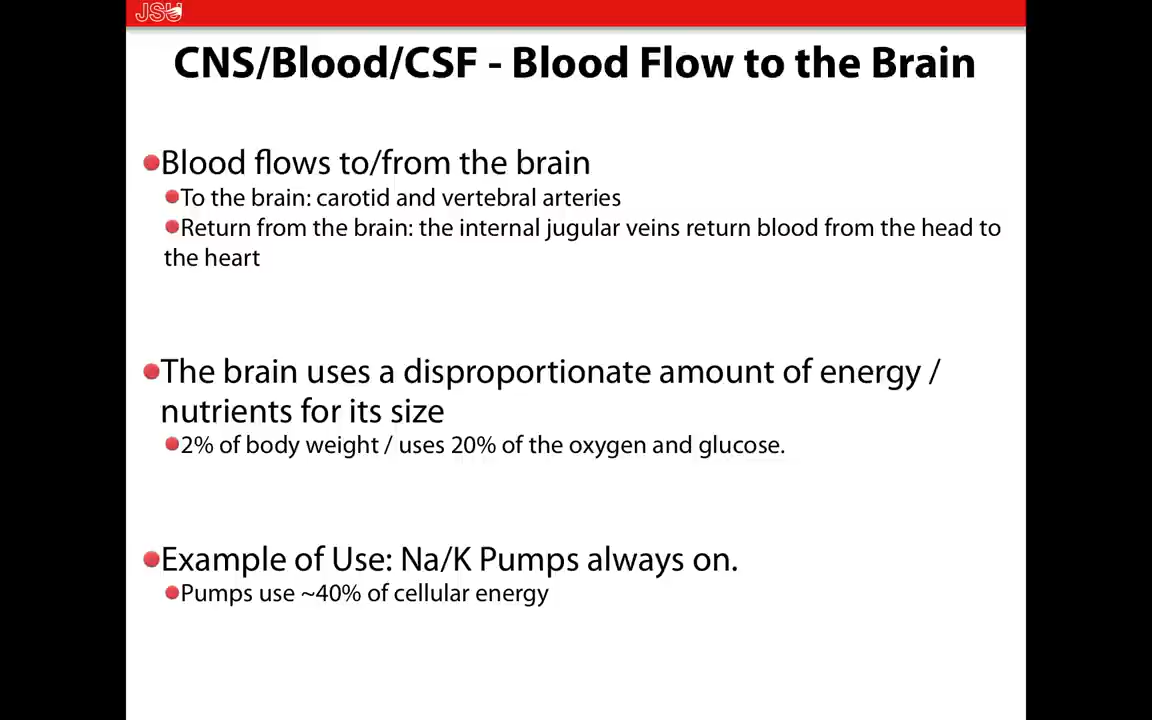 JSU
CNS/Blood/CSF - Blood Flow to the Brain
Blood flows to/from the brain
To the brain: carotid and vertebral arteries
Return from the brain: the internal jugular veins return blood from the head to
the heart
The brain uses a disproportionate amount of energy /
nutrients for its size
2% of body weight / uses 20% of the oxygen and glucose.
Example of Use: Na/K Pumps always on.
Pumps use ~40% of cellular energy